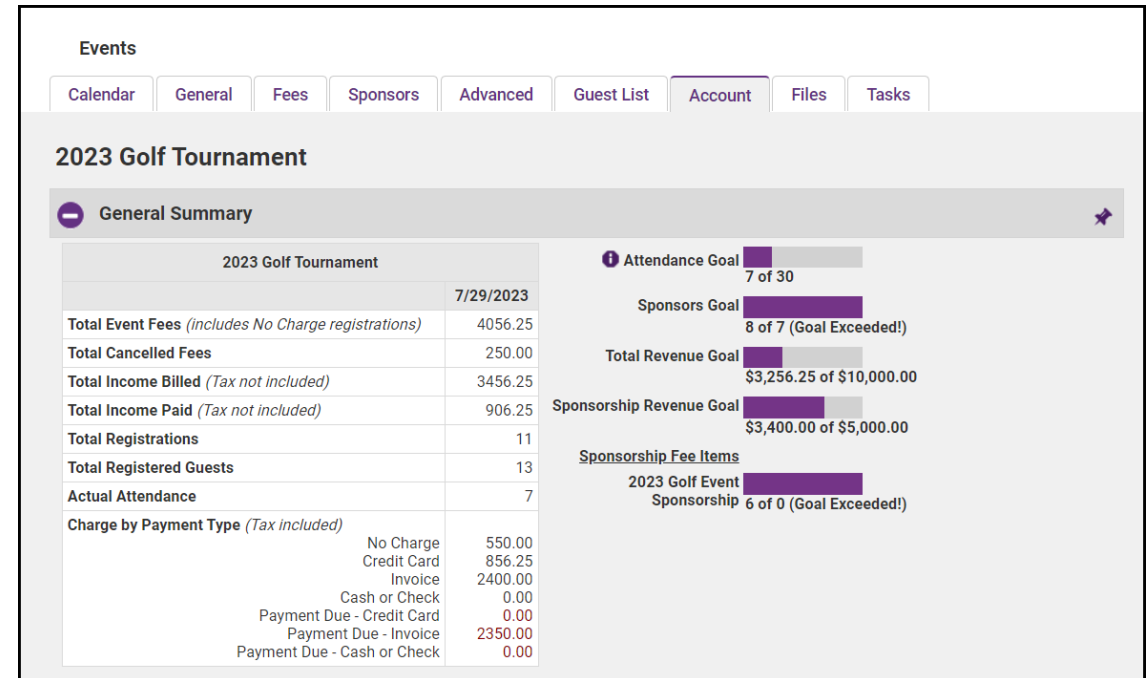 Events
Calendar General Fees Sponsors Advanced Guest List Account Files Tasks
2023 Golf Tournament
General Summary
2023 Golf Tournament
7/29/2023
Total Event Fees (includes No Charge registrations) 4056.25
Total Cancelled Fees 250.00
Total Income Billed (Tax not included) 3456.25
Total Income Paid (Tax not included) 906.25
Total Registrations 11
Total Registered Guests 13
Actual Attendance 7
Charge by Payment Type (Tax included)
No Charge 550.00
Credit Card 856.25
Invoice 2400.00
Cash or Check 0.00
Payment Due - Credit Card 0.00
Payment Due - Invoice 2350.00
Payment Due - Cash or Check 0.00
Attendance Goal
7 of 30
Sponsors Goal
8 of 7 (Goal Exceeded!)
Total Revenue Goal
$3,256.25 of $10,000.00
Sponsorship Revenue Goal
$3,400.00 of $5,000.00
Sponsorship Fee Items
2023 Golf Event
Sponsorship 6 of 0 (Goal Exceeded!)